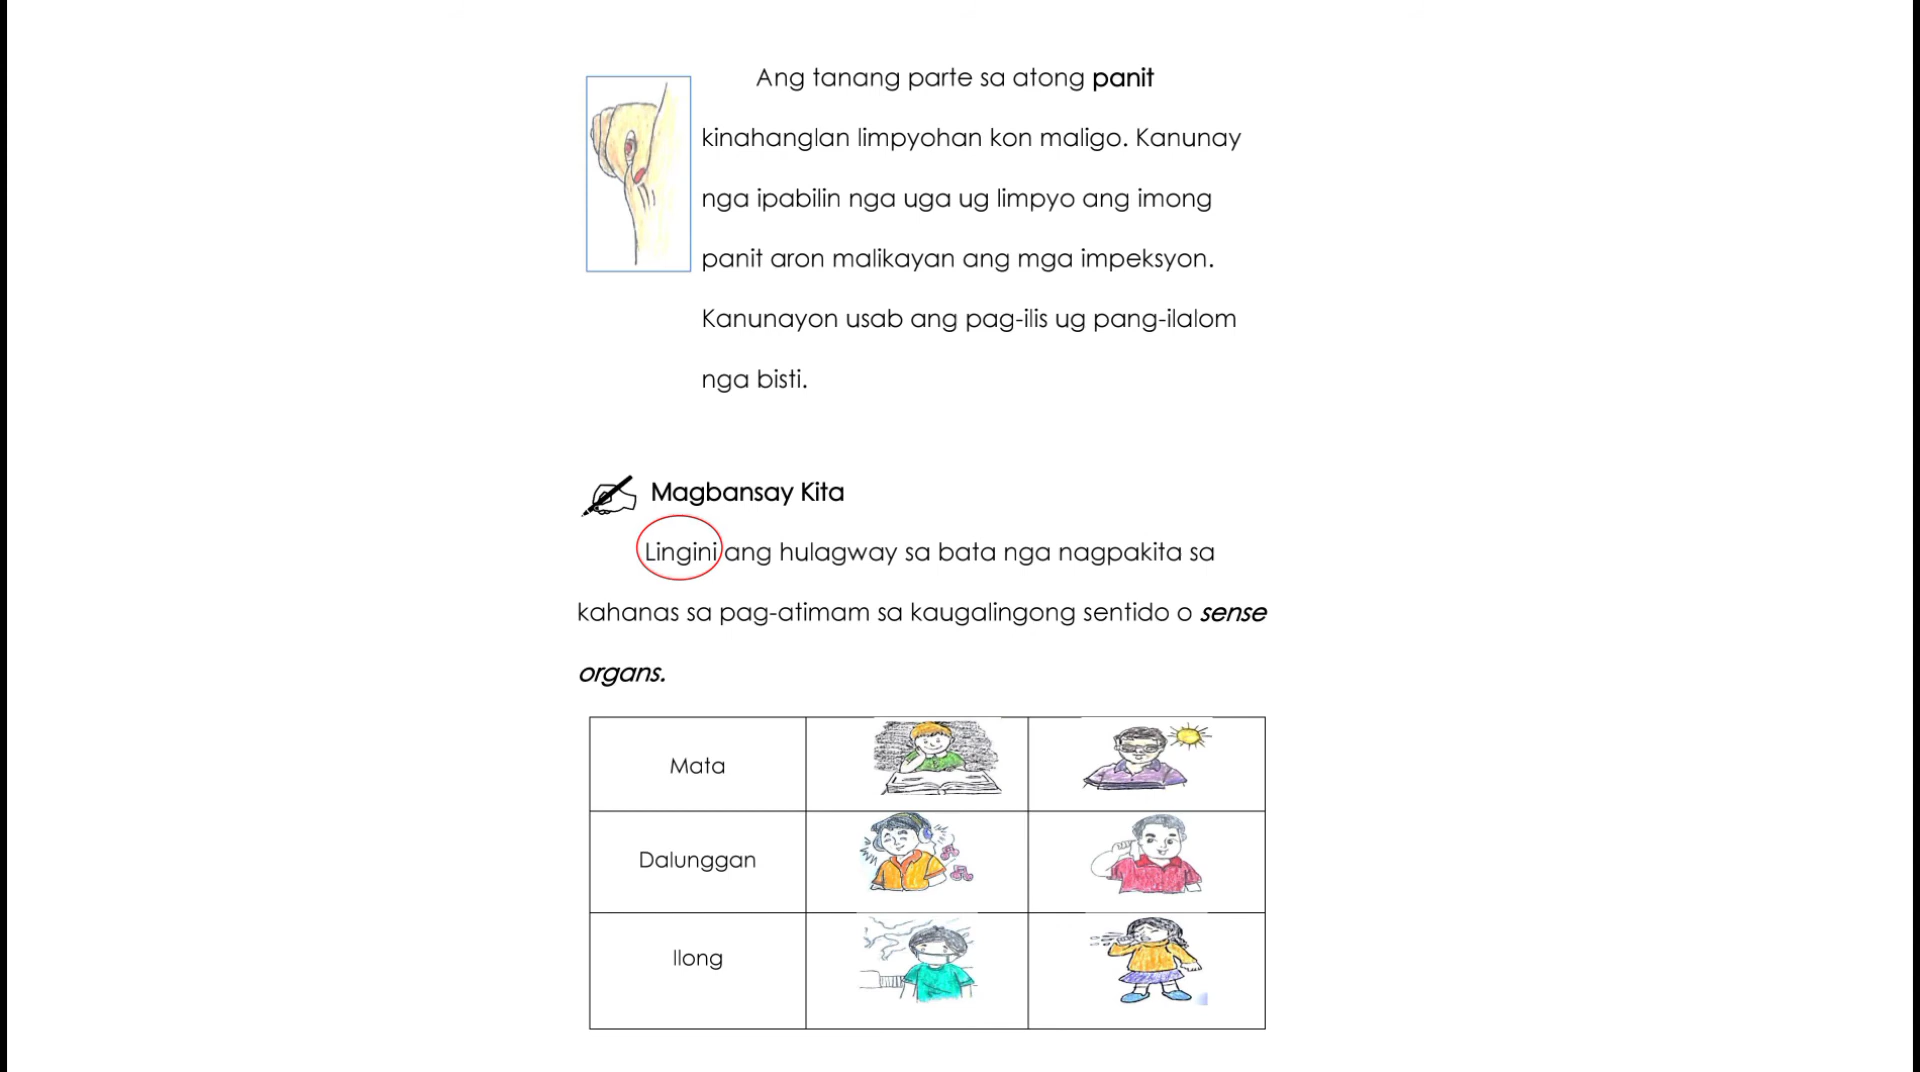 Ang tanang parte sa atong panit
kinahanglan limpyohan kon maligo. Kanunay
nga ipabilin nga uga ug limpyo ang imong
panit aron malikayan ang mga impeksyon.
Kanunayon usab ang pag-ilis ug pang-ilalom
nga bisti.
Magbansay Kita
Lingini ang hulagway sa bata nga nagpakita sa
kahanas sa pag-atimam sa kaugalingong sentido o sense
organs.
Mata
Dalunggan
Ilong